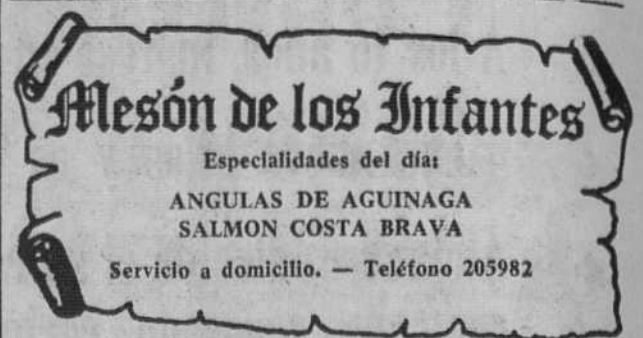 Mesón de los Infantes
Especialidades del día:
ANGULAS DE AGUINAGA
SALMON COSTA BRAVA
Servicio a domicilio. — Teléfono 205982